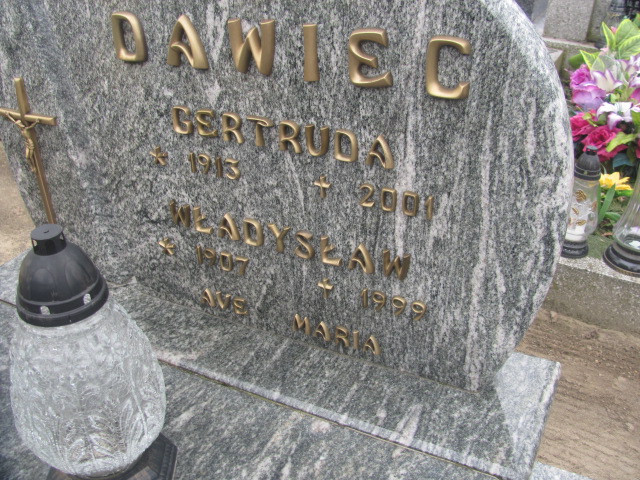 DAWIEC
GERTRUDA
* 1913 + 2001
WŁADYSŁAW
* 1907 + 1999
AVE MARIA